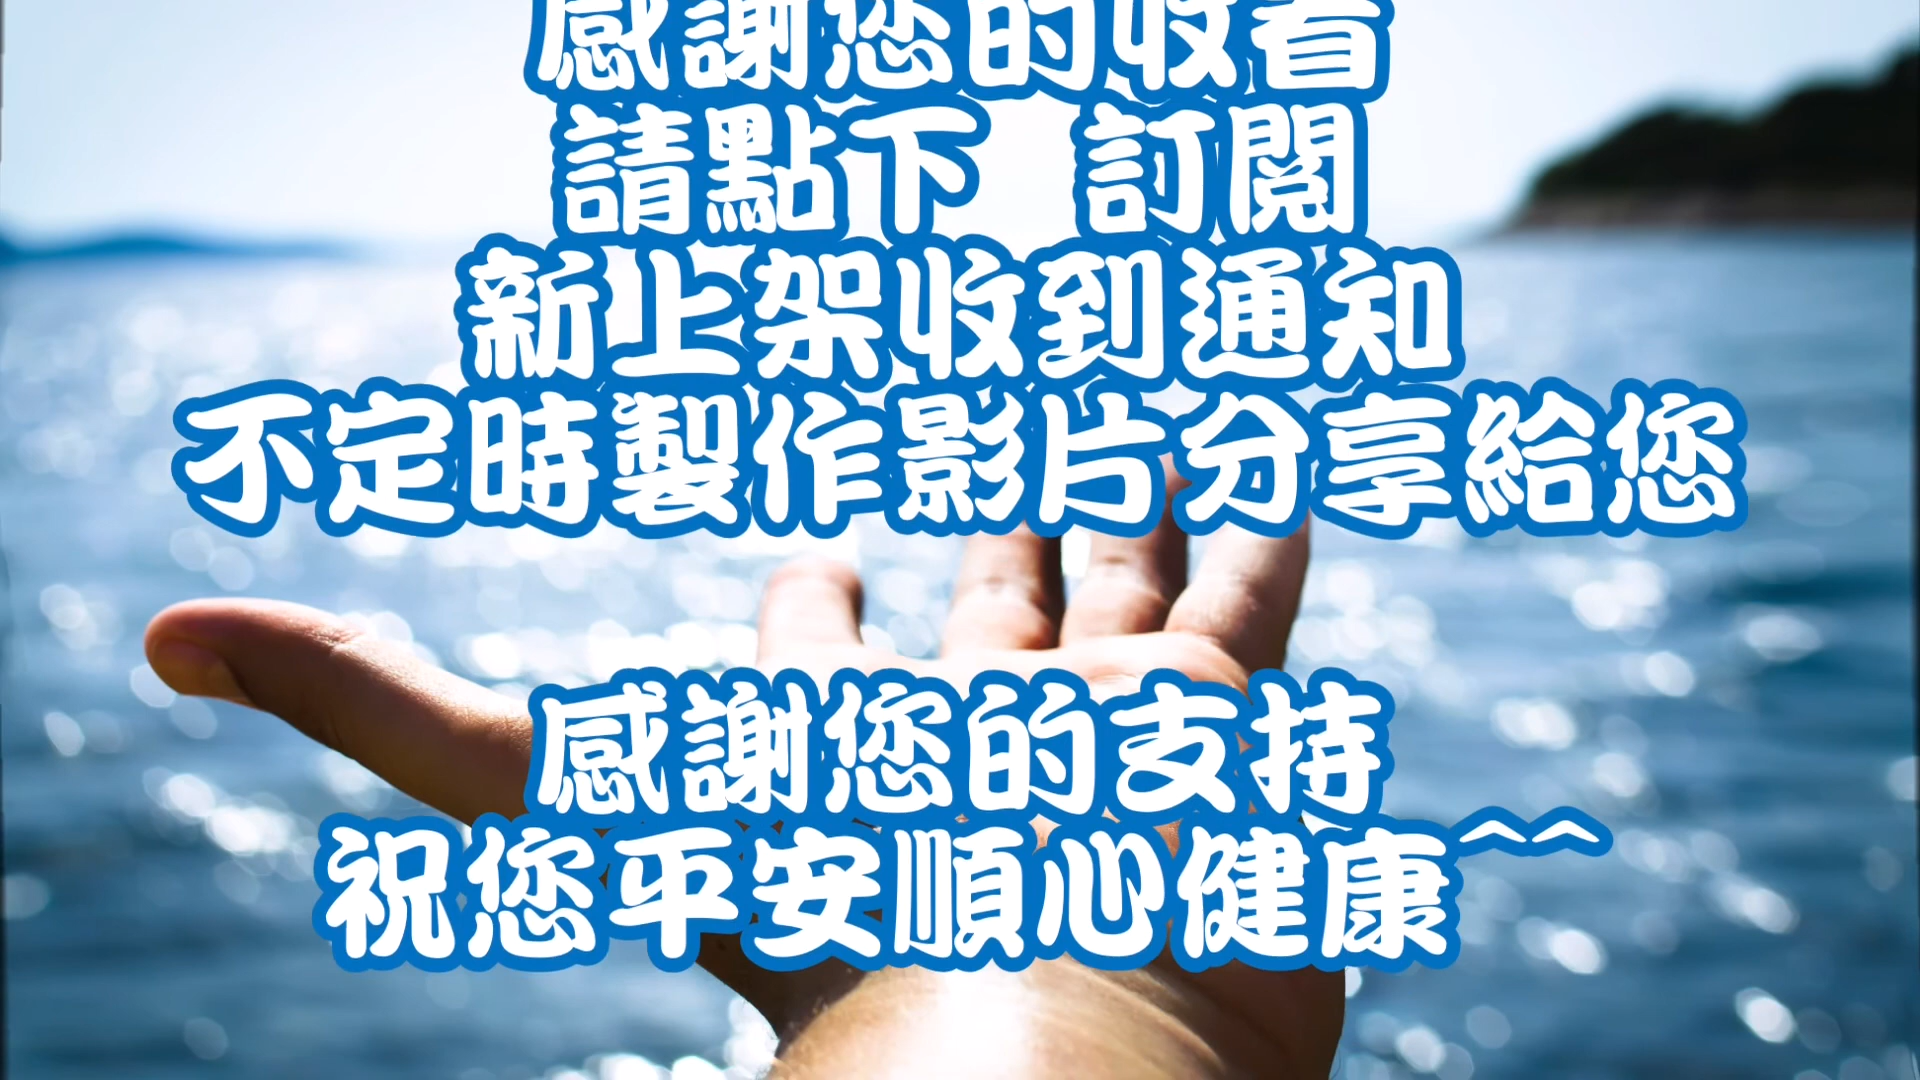 感謝您的收看
請點下 訂閱
新上架收到通知
不定時製作影片分享給您
感謝您的支持
祝您平安順心健康^^